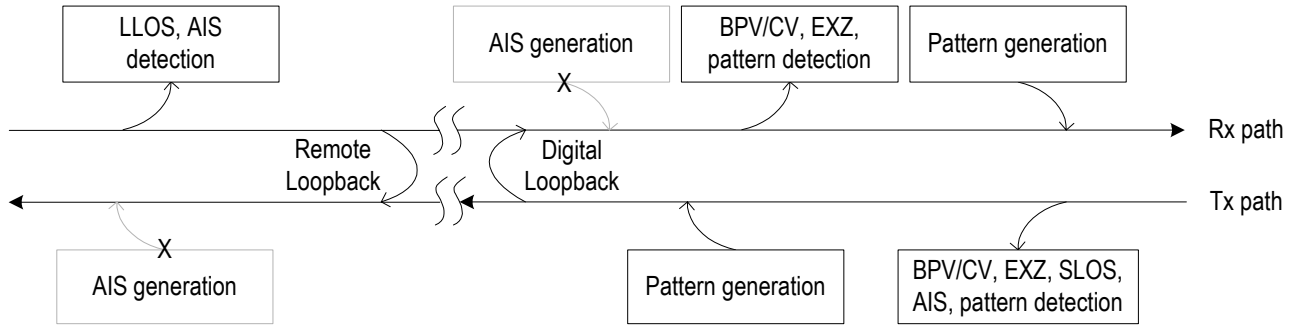 LLOS, AIS
detection
AIS generation
BPV/CV, EXZ,
pattern detection
Pattern generation
X
Rx path
Remote
Loopback
Digital
Loopback
Tx path
X
AIS generation
Pattern generation
BPV/CV, EXZ, SLOS,
AIS, pattern detection